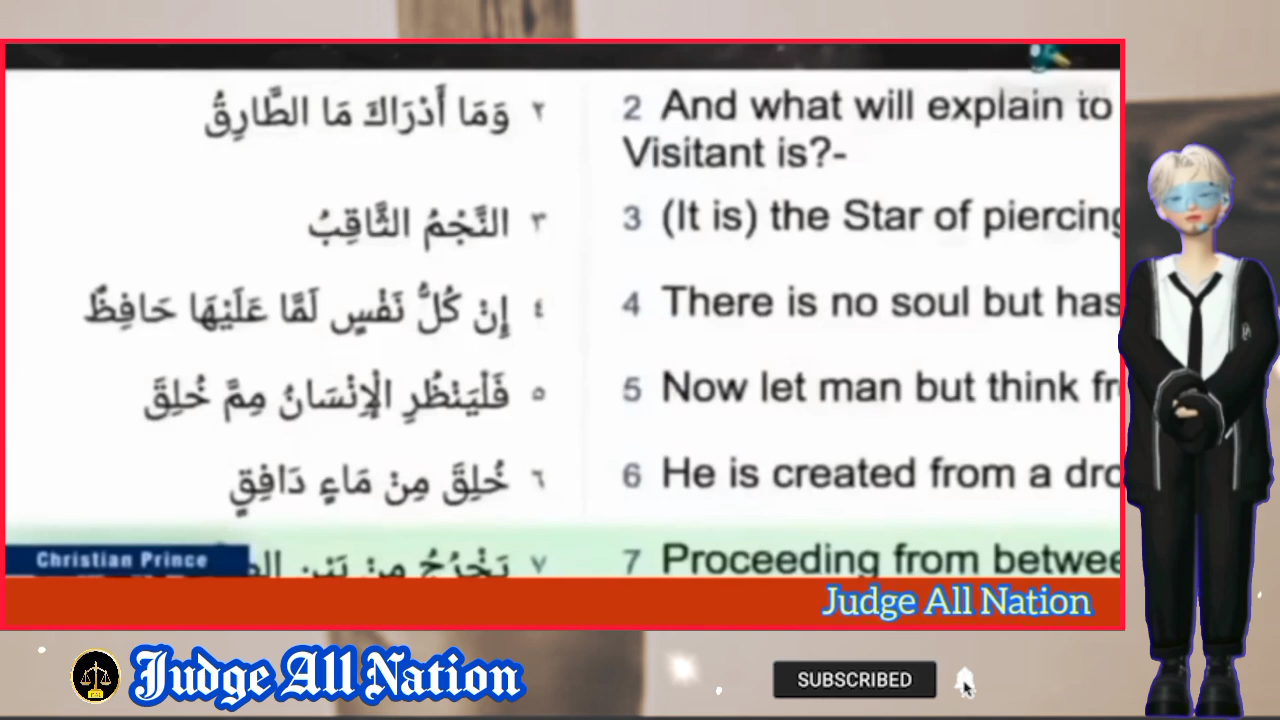 وَمَا أَدْرَاكَ مَا الطَّارِقُ ٢
2 And what will explain to
Visitant is?-
النَّجْمُ الثَّاقِبُ ٣
3 (It is) the Star of piercing
إِنْ كُلُّ نَفْسٍ لَمَّا عَلَيْهَا حَافِظٌ ٤
4 There is no soul but has
فَلْيَنْظُرِ الْإِنْسَانُ مِمَّ خُلِقَ ٥
5 Now let man but think
خُلِقَ مِنْ مَاءٍ دَافِقٍ ٦
6 He is created from a
يَخْرُجُ مِنْ بَيْنِ ٧
7 Proceeding from between
Christian Prince
Judge All Nation
Judge All Nation
SUBSCRIBED